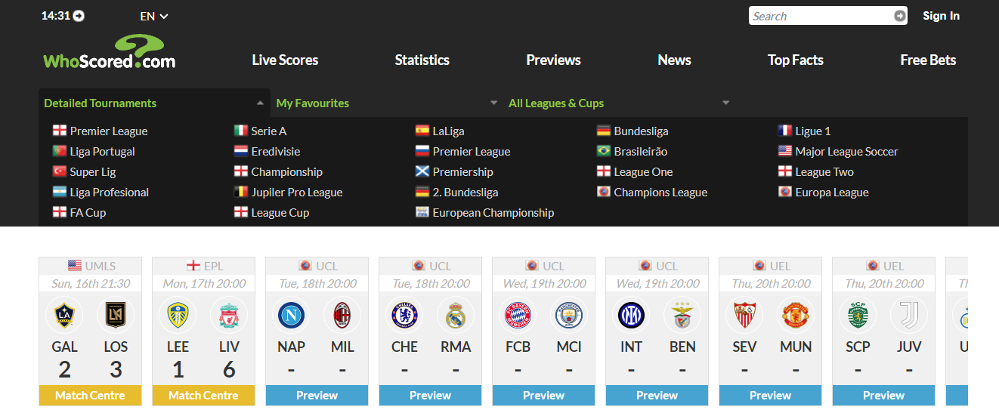 14:31 EN Search Sign In
WhoScored.com Live Scores Statistics Previews News Top Facts Free Bets
Detailed Tournaments My Favourites All Leagues & Cups
Premier League Serie A LaLiga Bundesliga Ligue 1
Liga Portugal Eredivisie Premier League Brasileirão Major League Soccer
Super Lig Championship Premiership League One League Two
Liga Profesional Jupiler Pro League 2. Bundesliga Champions League Europa League
FA Cup League Cup European Championship
UMLS EPL UCL UCL UCL UCL UEL UEL
Sun, 16th 21:30 Mon, 17th 20:00 Tue, 18th 20:00 Tue, 18th 20:00 Wed, 19th 20:00 Wed, 19th 20:00 Thu, 20th 20:00 Thu, 20th 20:00
GAL LOS LEE LIV NAP MIL CHE RMA FCB MCI INT BEN SEV MUN SCP JUV
2 3 1 6 - - - - - - - - - - - -
Match Centre Match Centre Preview Preview Preview Preview Preview Preview